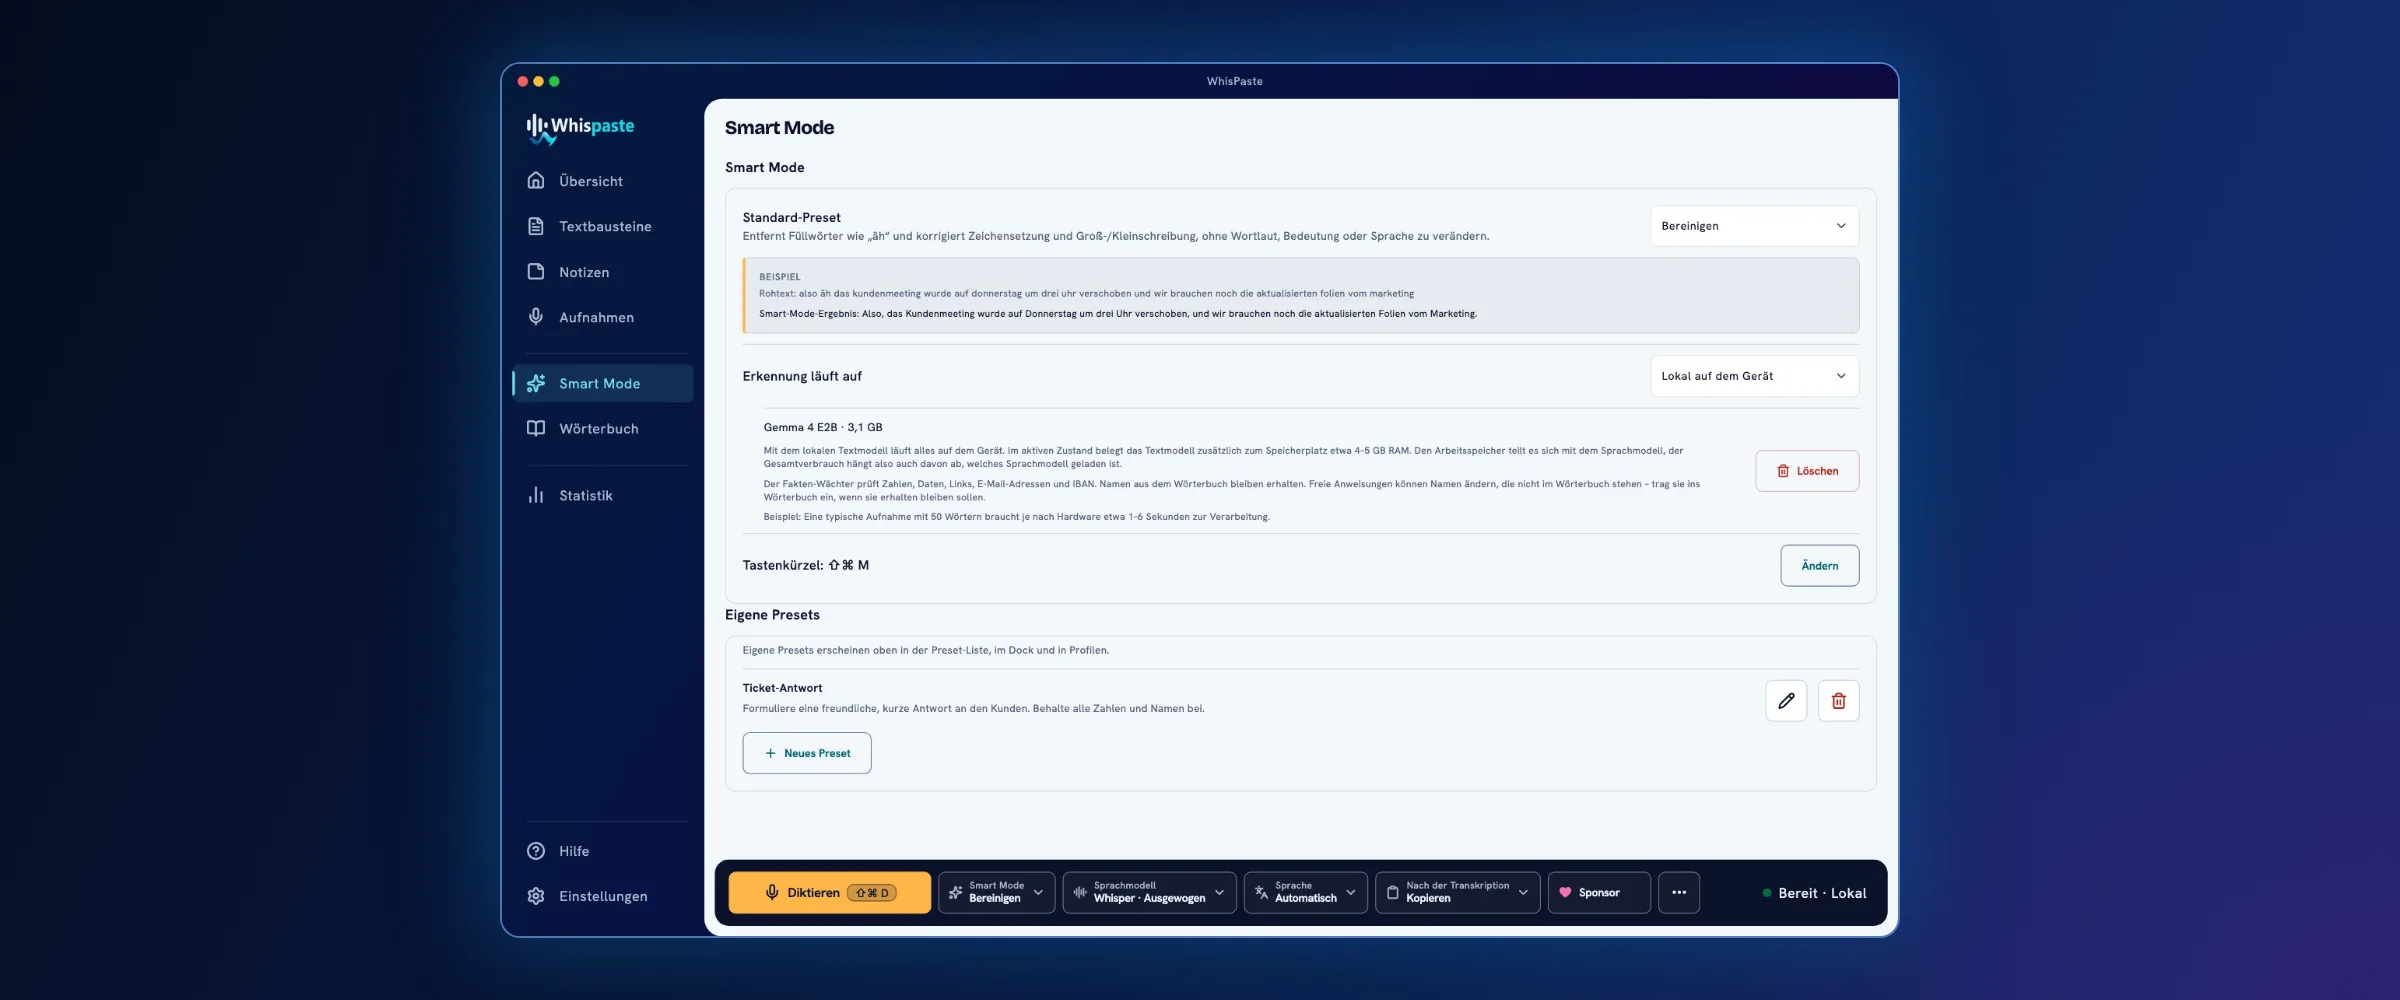 WhisPaste
Whispaste
Übersicht
Textbausteine
Notizen
Aufnahmen
Smart Mode
Wörterbuch
Statistik
Hilfe
Einstellungen
Smart Mode
Smart Mode
Standard-Preset
Entfernt Füllwörter wie „äh“ und korrigiert Zeichensetzung und Groß-/Kleinschreibung, ohne Wortlaut, Bedeutung oder Sprache zu verändern.
Bereinigen
BEISPIEL
Rohtext: also äh das kundenmeeting wurde auf donnerstag um drei uhr verschoben und wir brauchen noch die aktualisierten folien vom marketing
Smart-Mode-Ergebnis: Also, das Kundenmeeting wurde auf Donnerstag um drei Uhr verschoben, und wir brauchen noch die aktualisierten Folien vom Marketing.
Erkennung läuft auf
Lokal auf dem Gerät
Gemma 4 E2B · 3,1 GB
Mit dem lokalen Textmodell läuft alles auf dem Gerät. Im aktiven Zustand belegt das Textmodell zusätzlich zum Speicherplatz etwa 4–5 GB RAM. Den Arbeitsspeicher teilt es sich mit dem Sprachmodell, der
Gesamtverbrauch hängt also auch davon ab, welches Sprachmodell geladen ist.
Der Fakten-Wächter prüft Zahlen, Daten, Links, E-Mail-Adressen und IBAN. Namen aus dem Wörterbuch bleiben erhalten. Freie Anweisungen können Namen ändern, die nicht im Wörterbuch stehen – trag sie ins
Wörterbuch ein, wenn sie erhalten bleiben sollen.
Beispiel: Eine typische Aufnahme mit 50 Wörtern braucht je nach Hardware etwa 1–6 Sekunden zur Verarbeitung.
Löschen
Tastenkürzel: ⇧⌘ M
Ändern
Eigene Presets
Eigene Presets erscheinen oben in der Preset-Liste, im Dock und in Profilen.
Ticket-Antwort
Formuliere eine freundliche, kurze Antwort an den Kunden. Behalte alle Zahlen und Namen bei.
+ Neues Preset
Diktieren ⇧⌘ D
Smart Mode
Bereinigen
Sprachmodell
Whisper · Ausgewogen
Sprache
Automatisch
Nach der Transkription
Kopieren
Sponsor
Bereit · Lokal